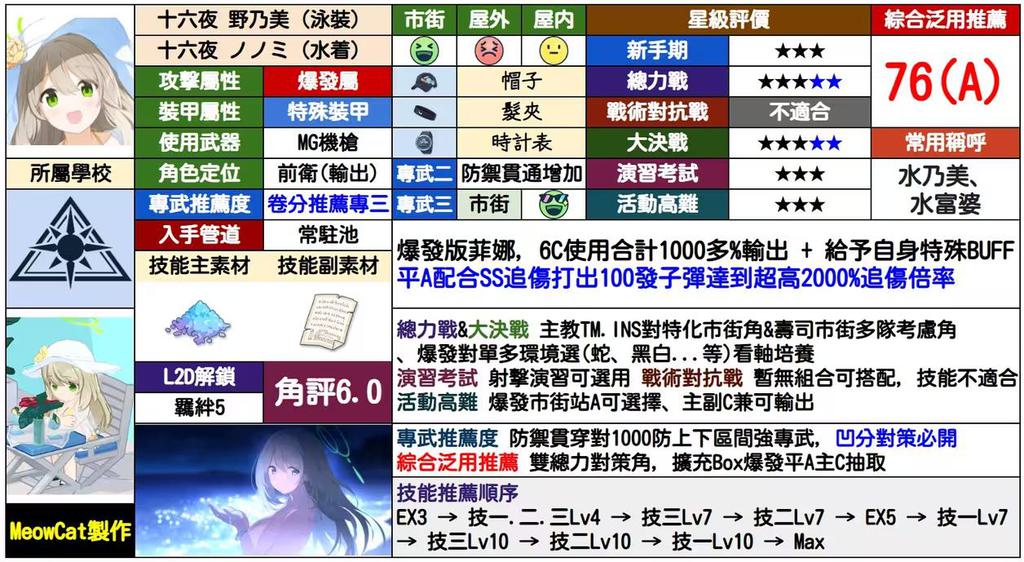 十六夜 野乃美 (泳裝)
十六夜 ノノミ (水着)
攻擊屬性 爆發屬
裝甲屬性 特殊裝甲
使用武器 MG機槍
所屬學校 角色定位 前衛(輸出)
專武推薦度 卷分推薦專三
入手管道 常駐池
技能主素材 技能副素材
L2D解鎖
羈絆5
角評6.0
MeowCat製作
市街 屋外 屋内
帽子
髮夾
時計表
專武二 防禦貫通增加
專武三 市街
星級評價
新手期 ★★★
總力戰 ★★★★★
戰術對抗戰 不適合
大決戰 ★★★★★
演習考試 ★★★
活動高難 ★★★
綜合泛用推薦
76(A)
常用稱呼
水乃美、
水富婆
爆發版菲娜, 6C使用合計1000多%輸出 + 給予自身特殊BUFF
平A配合SS追傷打出100發子彈達到超高2000%追傷倍率
總力戰&大決戰 主教TM.INS對特化市街角&壽司市街多隊考慮角
、爆發對單多環境選(蛇、黑白...等)看軸培養
演習考試 射擊演習可選用 戰術對抗戰 暫無組合可搭配, 技能不適合
活動高難 爆發市街站A可選擇、主副C兼可輸出
專武推薦度 防禦貫穿對1000防上下區間強專武, 凹分對策必開
綜合泛用推薦 雙總力對策角, 擴充Box爆發平A主C抽取
技能推薦順序
EX3 → 技一.二.三Lv4 → 技三Lv7 → 技二Lv7 → EX5 → 技一Lv7
→ 技三Lv10 → 技二Lv10 → 技一Lv10 → Max